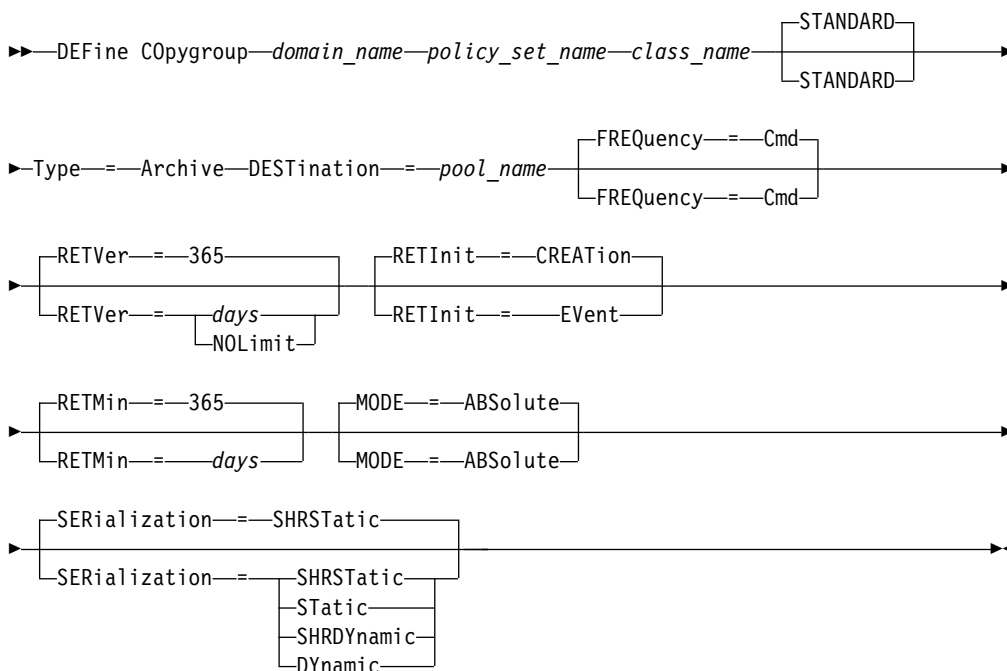 STANDARD
DEFine COpygroup domain_name policy_set_name class_name
STANDARD
FREQuency = Cmd
Type = Archive DESTination = pool_name
FREQuency = Cmd
RETVer = 365 RETInit = CREATion
RETVer = days RETInit = EVent
NOLimit
RETMin = 365 MODE = ABSolute
RETMin = days MODE = ABSolute
SERialization = SHRSTatic
SERialization = SHRSTatic
STatic
SHRDYnamic
DYnamic